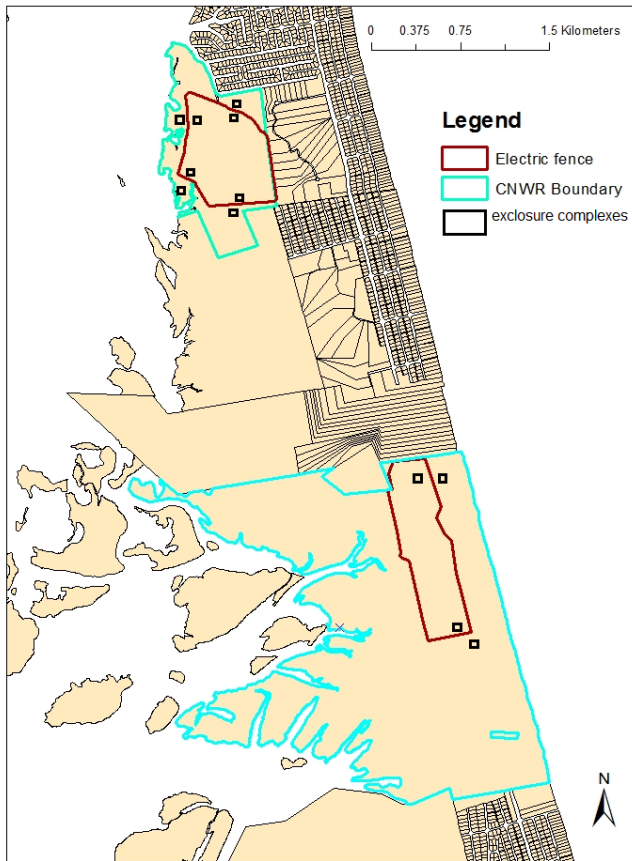 0 0.375 0.75 1.5 Kilometers
Legend
Electric fence
CNWR Boundary
exclosure complexes
N